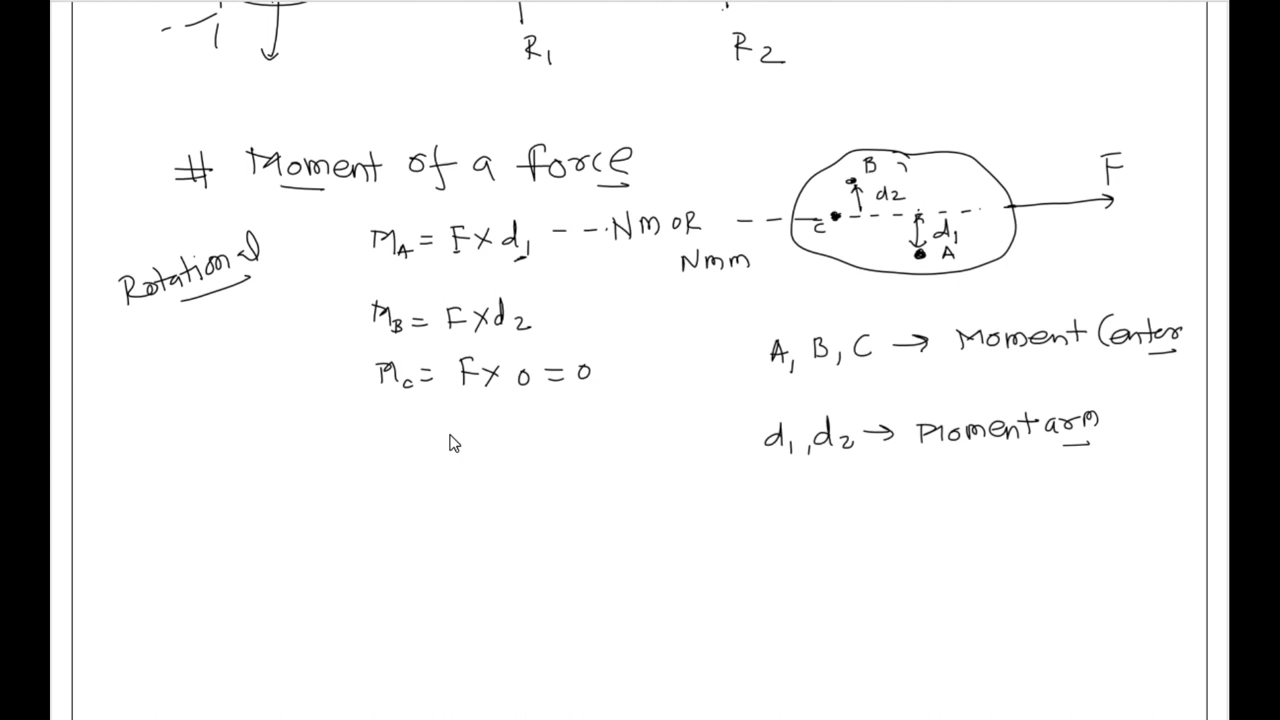 R1 R2
# Moment of a force
Rotational
MA = F x d1 --- Nm OR
Nmm
MB = F x d2
MC = F x 0 = 0
B
d2
F
C
d1
A
A, B, C → Moment Center
d1, d2 → Moment arm